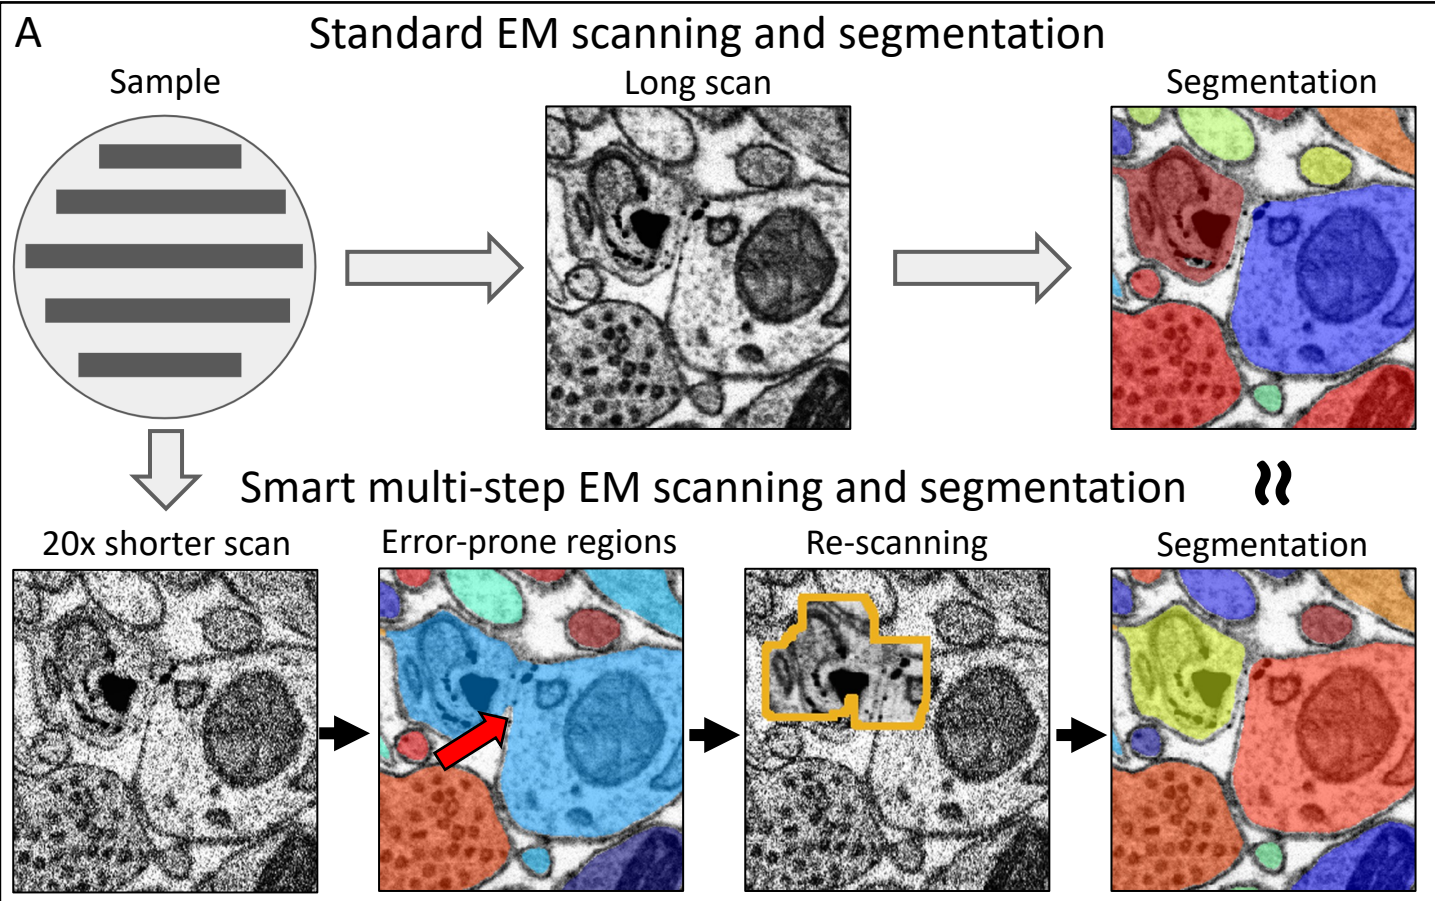 A
Standard EM scanning and segmentation
Sample
Long scan
Segmentation
Smart multi-step EM scanning and segmentation
≈
20x shorter scan
Error-prone regions
Re-scanning
Segmentation